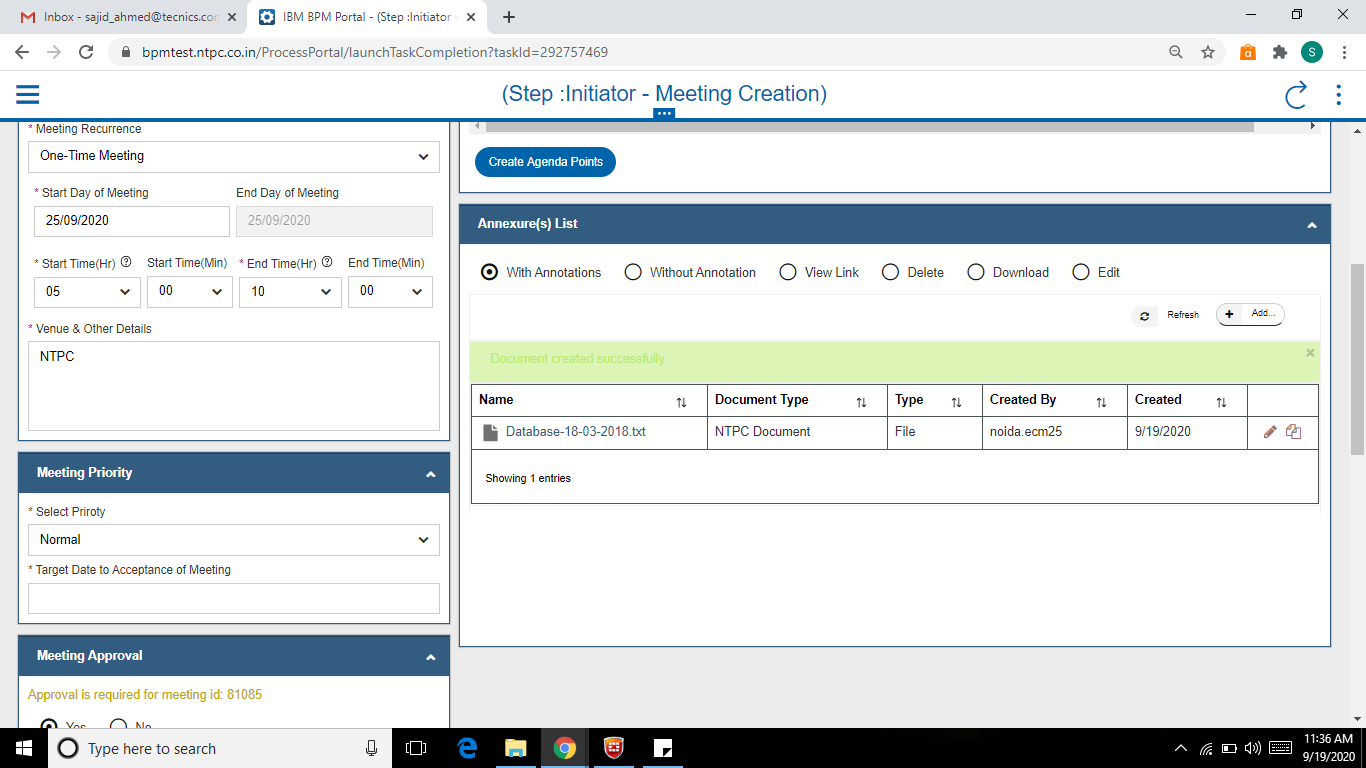 Inbox - sajid_ahmed@tecnics.com
IBM BPM Portal - (Step :Initiator -
bpmtest.ntpc.co.in/ProcessPortal/launchTaskCompletion?taskId=292757469
S
(Step :Initiator - Meeting Creation)
* Meeting Recurrence
One-Time Meeting
* Start Day of Meeting
End Day of Meeting
25/09/2020
25/09/2020
* Start Time(Hr)
Start Time(Min)
* End Time(Hr)
End Time(Min)
05
00
10
00
* Venue & Other Details
NTPC
Meeting Priority
* Select Priroty
Normal
* Target Date to Acceptance of Meeting
Meeting Approval
Approval is required for meeting id: 81085
Yes
No
Create Agenda Points
Annexure(s) List
With Annotations
Without Annotation
View Link
Delete
Download
Edit
Refresh
+ Add...
Document created successfully.
Name
Document Type
Type
Created By
Created
Database-18-03-2018.txt
NTPC Document
File
noida.ecm25
9/19/2020
Showing 1 entries
Type here to search
11:36 AM
9/19/2020